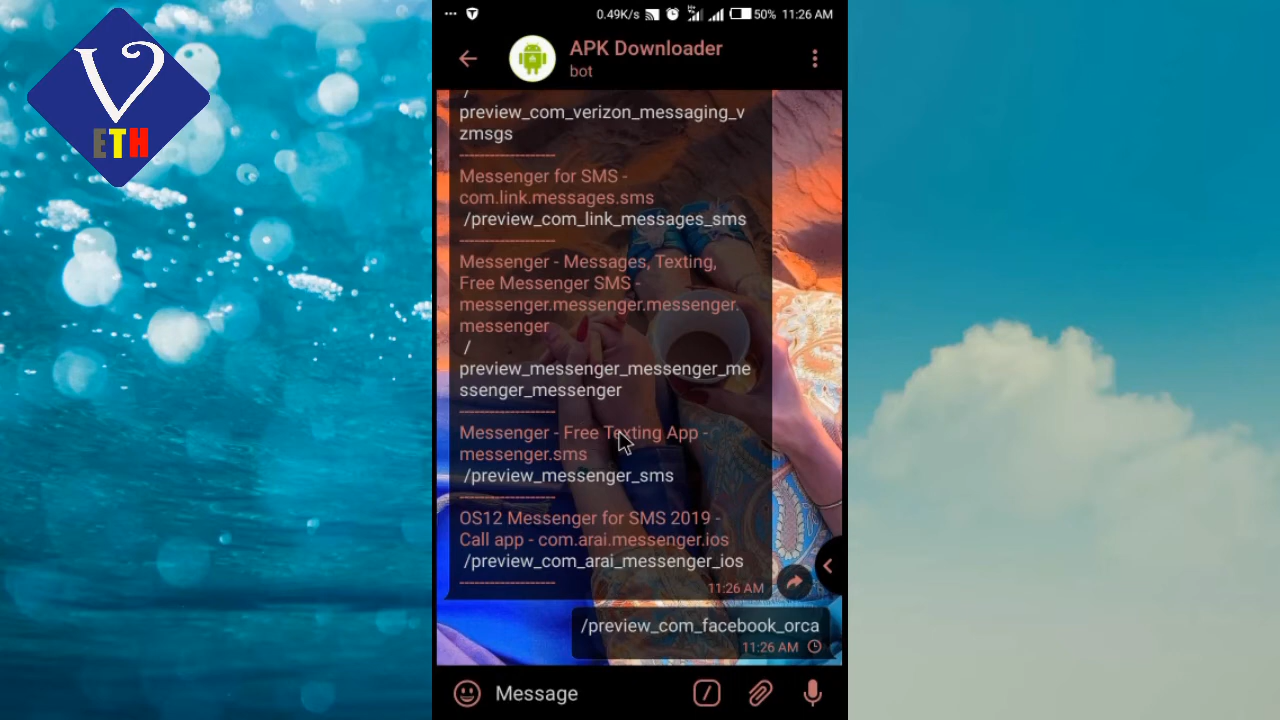 V
ETH
0.49K/s
50% 11:26 AM
APK Downloader
bot
/
preview_com_verizon_messaging_v
zmsgs
--------------------
Messenger for SMS -
com.link.messages.sms
/preview_com_link_messages_sms
--------------------
Messenger - Messages, Texting,
Free Messenger SMS -
messenger.messenger.messenger.
messenger
/
preview_messenger_messenger_me
ssenger_messenger
--------------------
Messenger - Free Texting App -
messenger.sms
/preview_messenger_sms
--------------------
OS12 Messenger for SMS 2019 -
Call app - com.arai.messenger.ios
/preview_com_arai_messenger_ios
--------------------
11:26 AM
/preview_com_facebook_orca
11:26 AM
Message